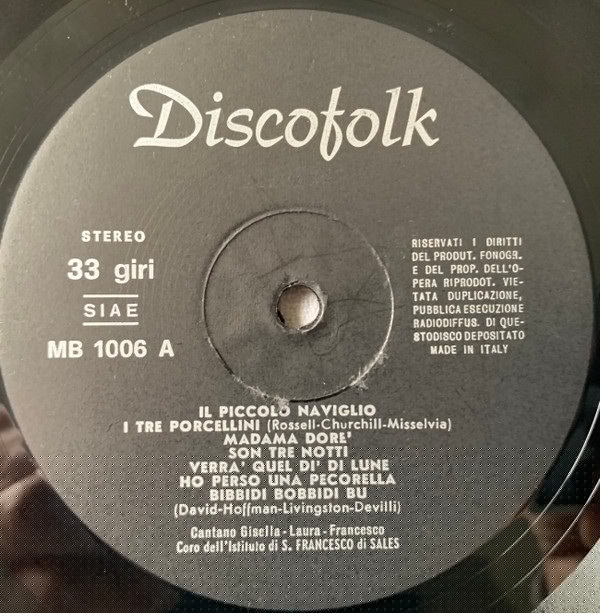 Discofolk
STEREO
33 giri
SIAE
MB 1006 A
RISERVATI I DIRITTI
DEL PRODUT. FONOGR.
E DEL PROP. DELL'O-
PERA RIPRODOT. VIE-
TATA DUPLICAZIONE,
PUBBLICA ESECUZIONE
RADIODIFFUS. DI QUE-
STO DISCO DEPOSITATO
MADE IN ITALY
IL PICCOLO NAVIGLIO
I TRE PORCELLINI (Rossell-Churchill-Misselvia)
MADAMA DORE'
SON TRE NOTTI
VERRA' QUEL DI' DI LUNE
HO PERSO UNA PECORELLA
BIBBIDI BOBBIDI BU
(David-Hoffman-Livingston-Devilli)
Cantano Gisella - Laura - Francesco
Coro dell'Istituto di S. FRANCESCO di SALES